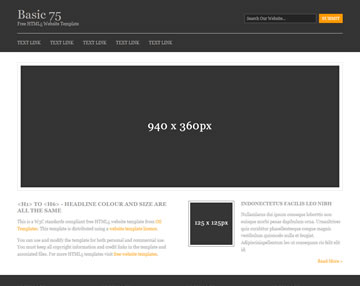 Basic 75
Free HTML5 Website Template
Search Our Website...
TEXT LINK TEXT LINK TEXT LINK TEXT LINK TEXT LINK
940 x 360px
<H1> TO <H6> - HEADLINE COLOUR AND SIZE ARE ALL THE SAME
This is a W3C standards compliant free HTML5 website template from OS Templates. This template is distributed using a website template licence.
You can use and modify the template for both personal and commercial use. You must keep all copyright information and credit links in the template and associated files. For more HTML5 templates visit free website templates.
125 x 125px
INDONECTETUS FACILIS LEO NIBH
Nullamlacus dui ipsum conseque loborttis non euisque morbi penas dapibulum orna. Urnaultrices quis curabitur phasellentesque congue magnis vestibulum quismodo nulla et feugiat. Adipisciniapellentum leo ut consequam ris felit elit id
Read More »